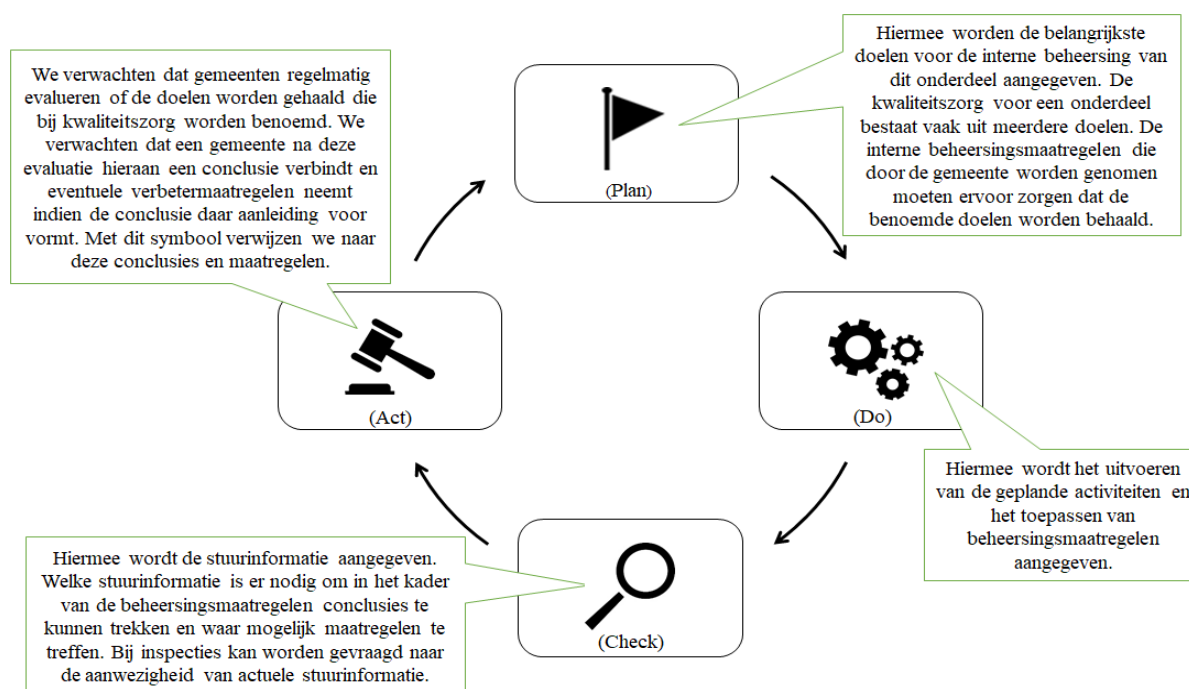 Hiermee worden de belangrijkste
doelen voor de interne beheersing van
dit onderdeel aangegeven. De
kwaliteitszorg voor een onderdeel
bestaat vaak uit meerdere doelen. De
interne beheersingsmaatregelen die
door de gemeente worden genomen
moeten ervoor zorgen dat de
benoemde doelen worden behaald.
We verwachten dat gemeenten regelmatig
evalueren of de doelen worden gehaald die
bij kwaliteitszorg worden benoemd. We
verwachten dat een gemeente na deze
evaluatie hieraan een conclusie verbindt en
eventuele verbetermaatregelen neemt
indien de conclusie daar aanleiding voor
vormt. Met dit symbool verwijzen we naar
deze conclusies en maatregelen.
(Plan)
(Act)
(Do)
Hiermee wordt het uitvoeren
van de geplande activiteiten en
het toepassen van
beheersingsmaatregelen
aangegeven.
Hiermee wordt de stuurinformatie aangegeven.
Welke stuurinformatie is er nodig om in het kader
van de beheersingsmaatregelen conclusies te
kunnen trekken en waar mogelijk maatregelen te
treffen. Bij inspecties kan worden gevraagd naar
de aanwezigheid van actuele stuurinformatie.
(Check)